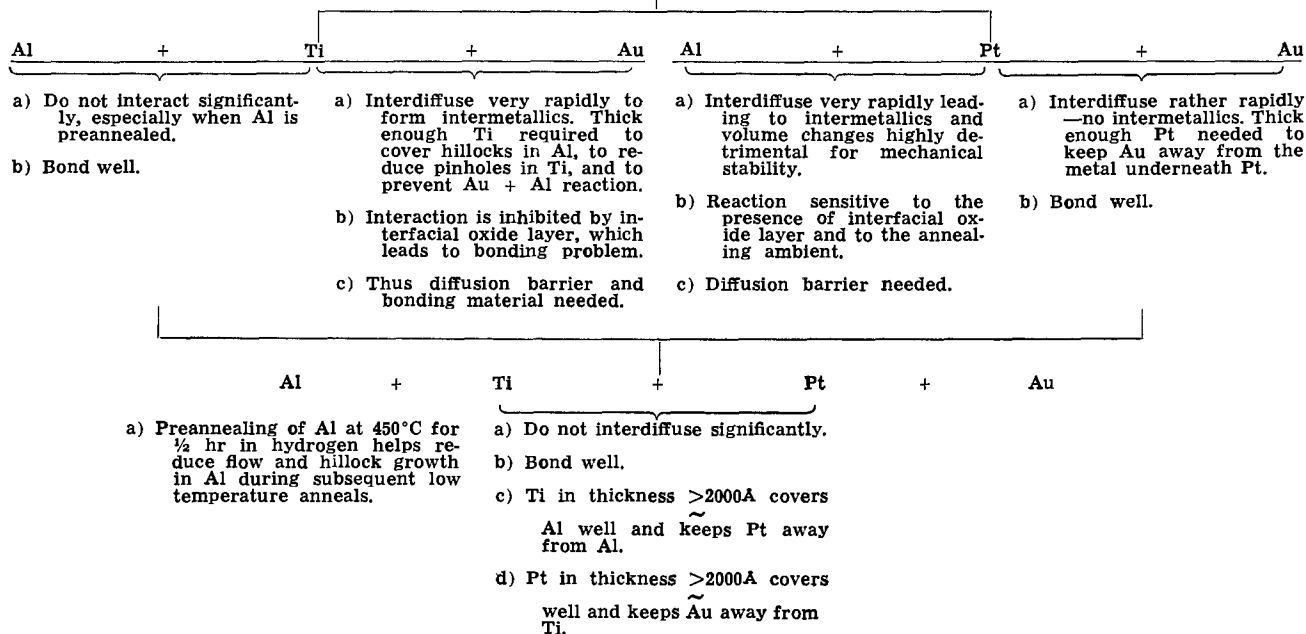 Al + Ti + Au Al + Pt + Au
a) Do not interact significant-
ly, especially when Al is
preannealed.
b) Bond well.
a) Interdiffuse very rapidly to
form intermetallics. Thick
enough Ti required to
cover hillocks in Al, to re-
duce pinholes in Ti, and to
prevent Au + Al reaction.
b) Interaction is inhibited by in-
terfacial oxide layer, which
leads to bonding problem.
c) Thus diffusion barrier and
bonding material needed.
a) Interdiffuse very rapidly lead-
ing to intermetallics and
volume changes highly de-
trimental for mechanical
stability.
b) Reaction sensitive to the
presence of interfacial ox-
ide layer and to the anneal-
ing ambient.
c) Diffusion barrier needed.
a) Interdiffuse rather rapidly
—no intermetallics. Thick
enough Pt needed to
keep Au away from the
metal underneath Pt.
b) Bond well.
Al + Ti + Pt + Au
a) Preannealing of Al at 450°C for
½ hr in hydrogen helps re-
duce flow and hillock growth
in Al during subsequent low
temperature anneals.
a) Do not interdiffuse significantly.
b) Bond well.
c) Ti in thickness >2000Å covers
~
Al well and keeps Pt away
from Al.
d) Pt in thickness >2000Å covers
~
well and keeps Au away from
Ti.